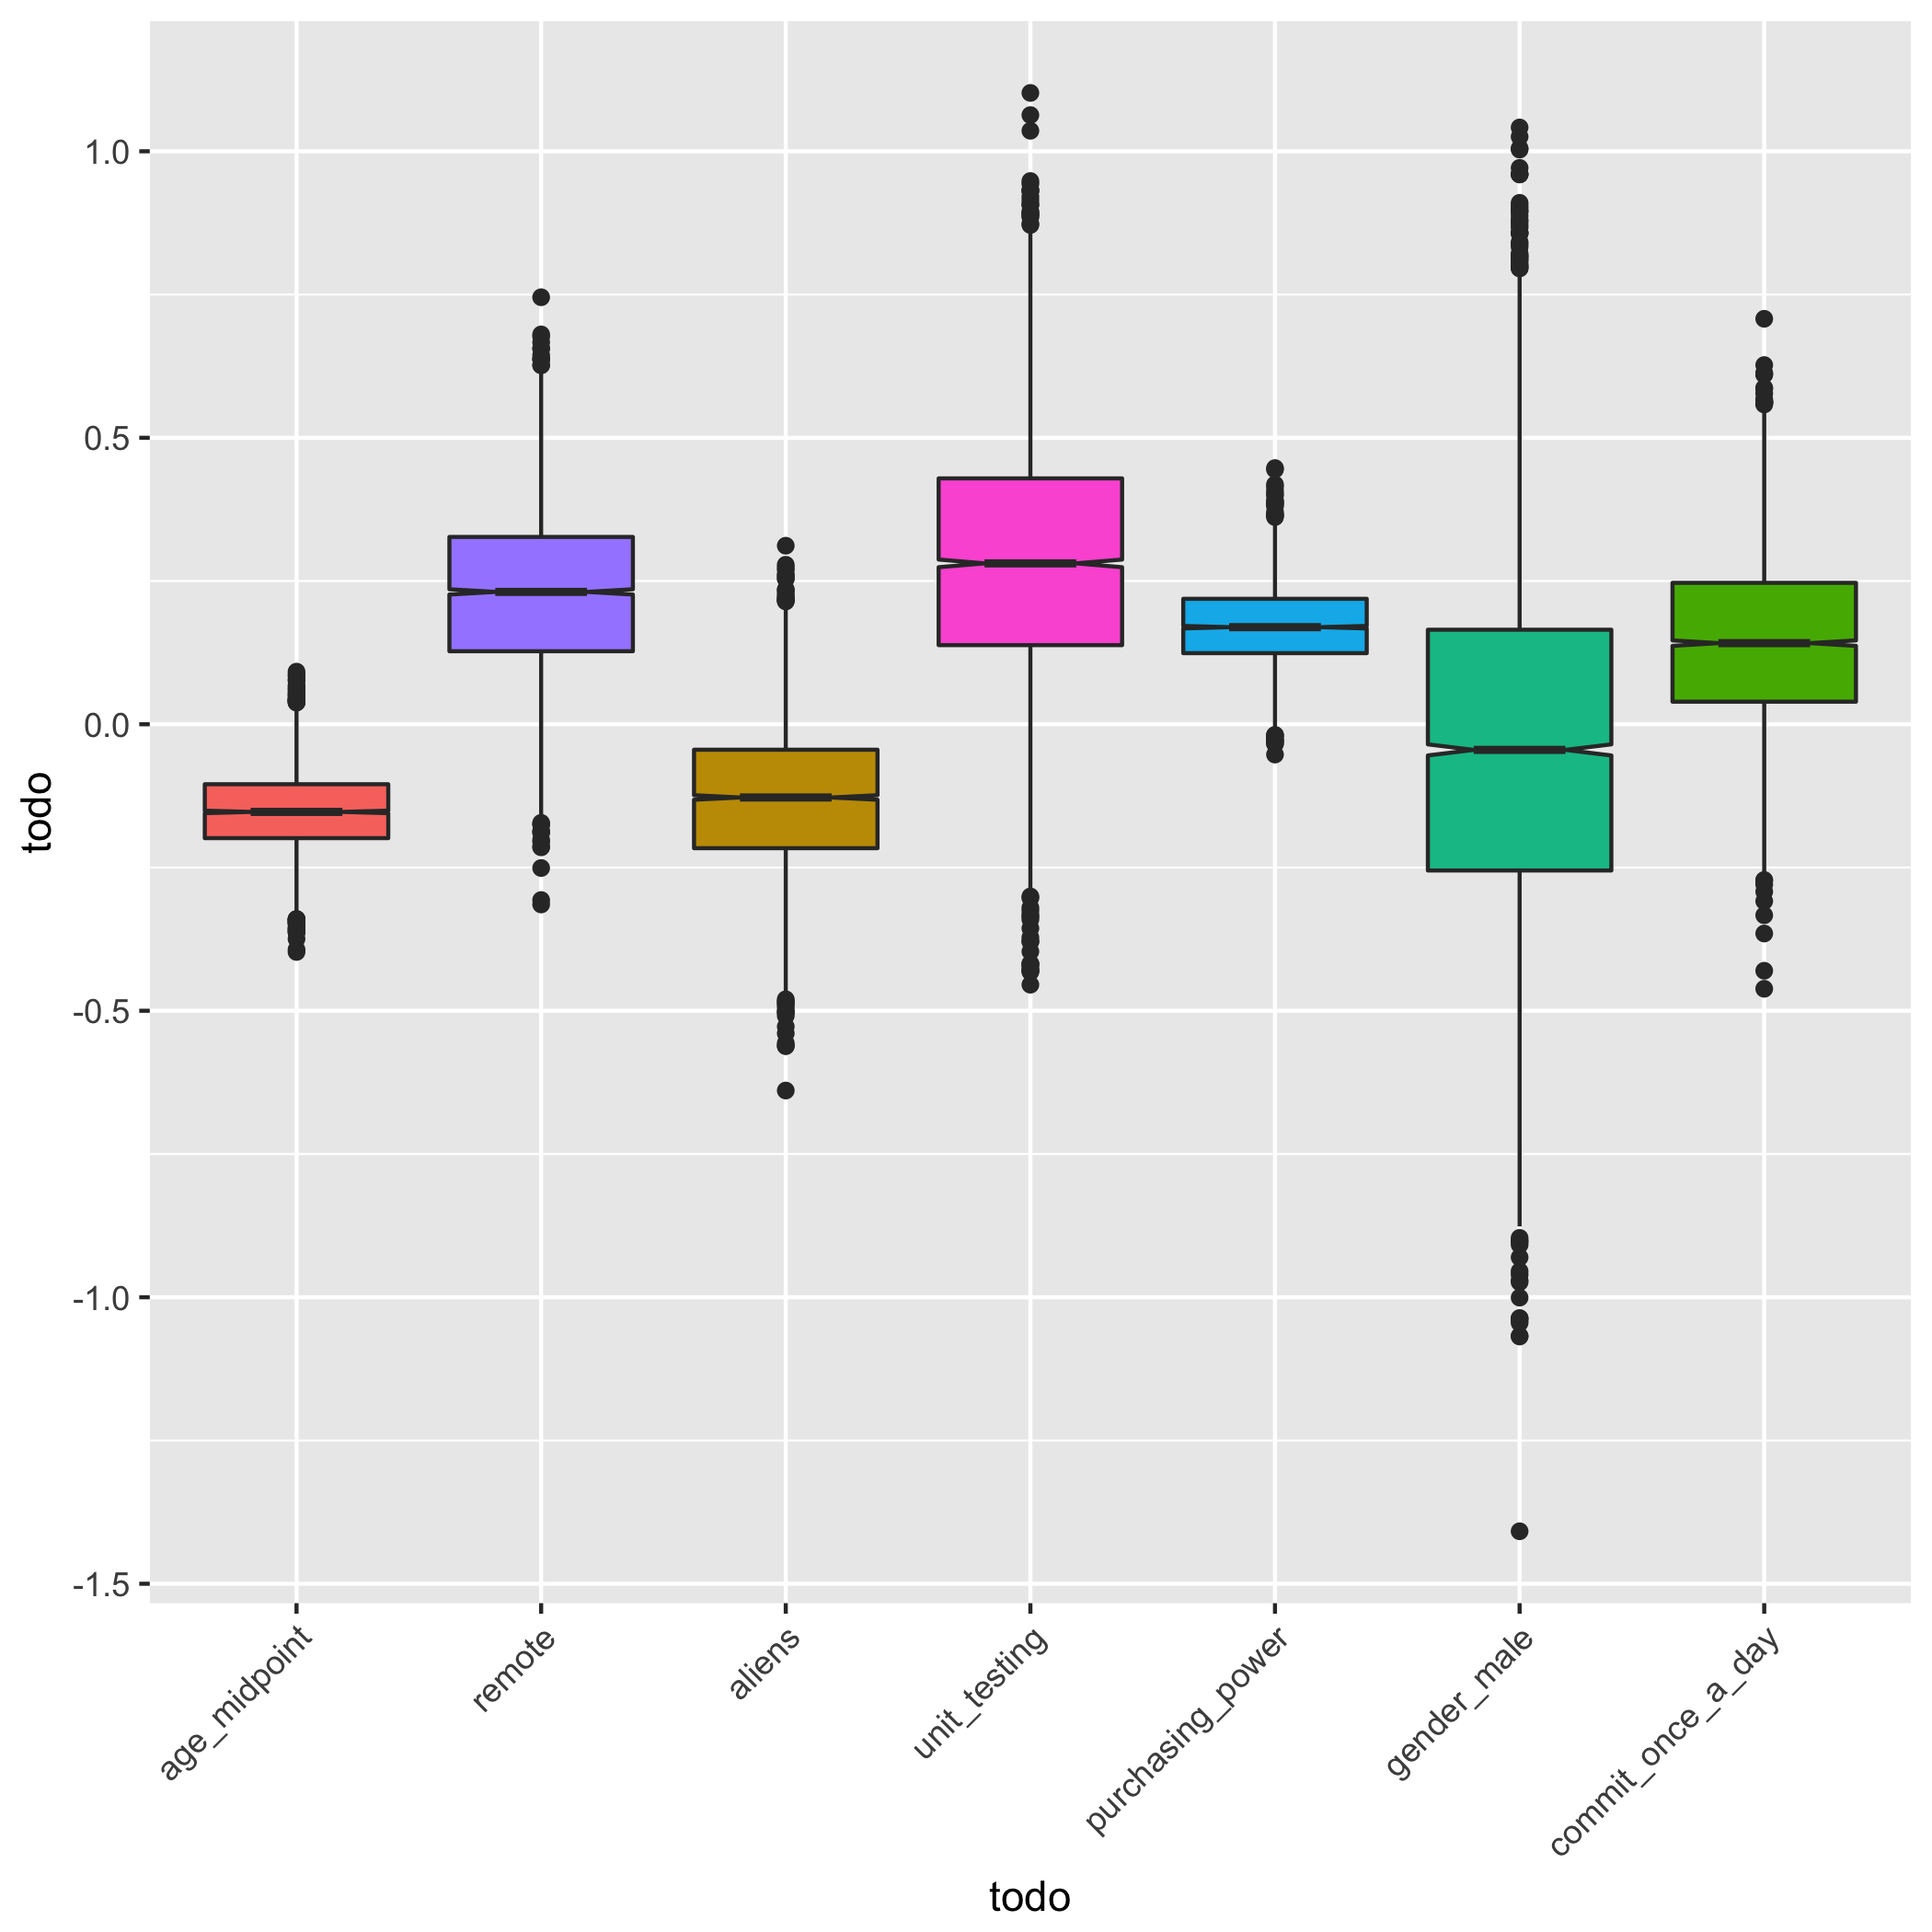 1.0
0.5
0.0
-0.5
-1.0
-1.5
todo
age_midpoint
remote
aliens
unit_testing
purchasing_power
gender_male
commit_once_a_day
todo